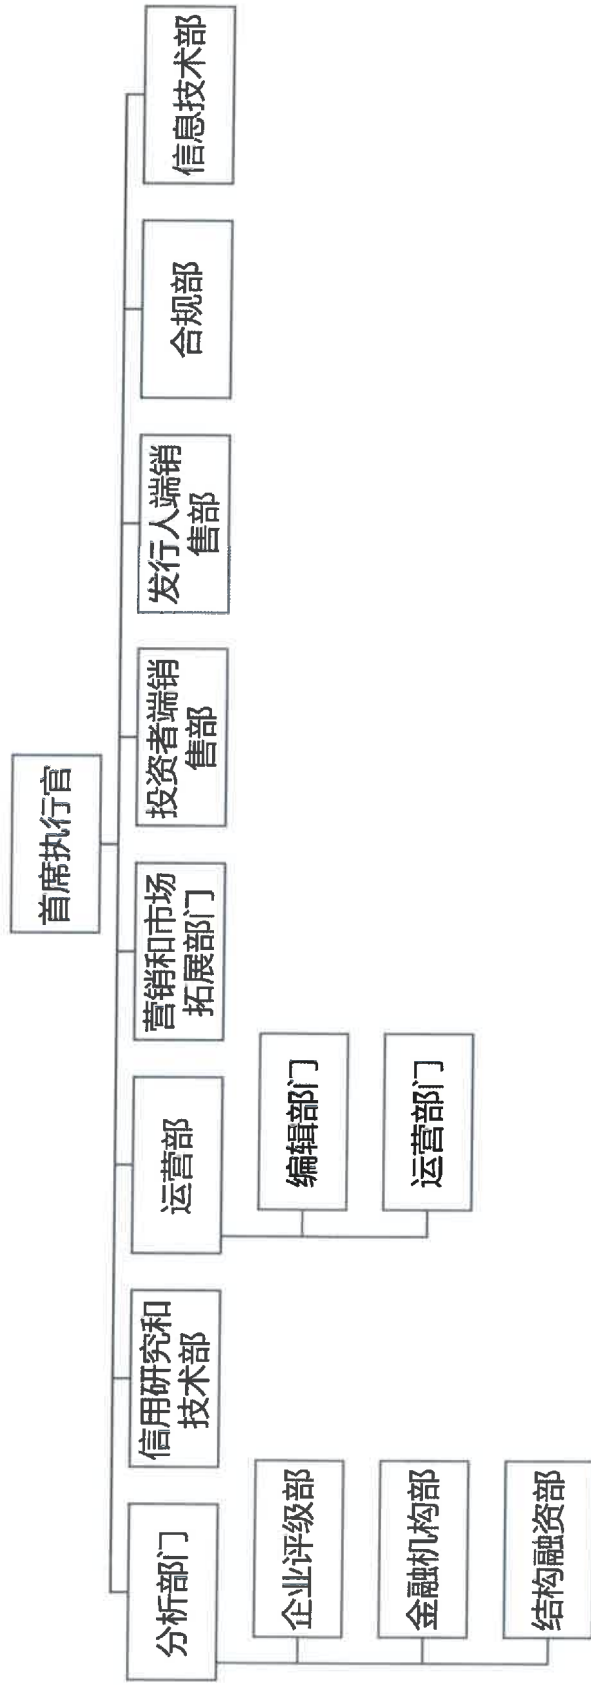 首席执行官
分析部门
信用研究和
技术部
运营部
营销和市场
拓展部门
投资者端销
售部
发行人端销
售部
合规部
信息技术部
企业评级部
金融机构部
结构融资部
编辑部门
运营部门